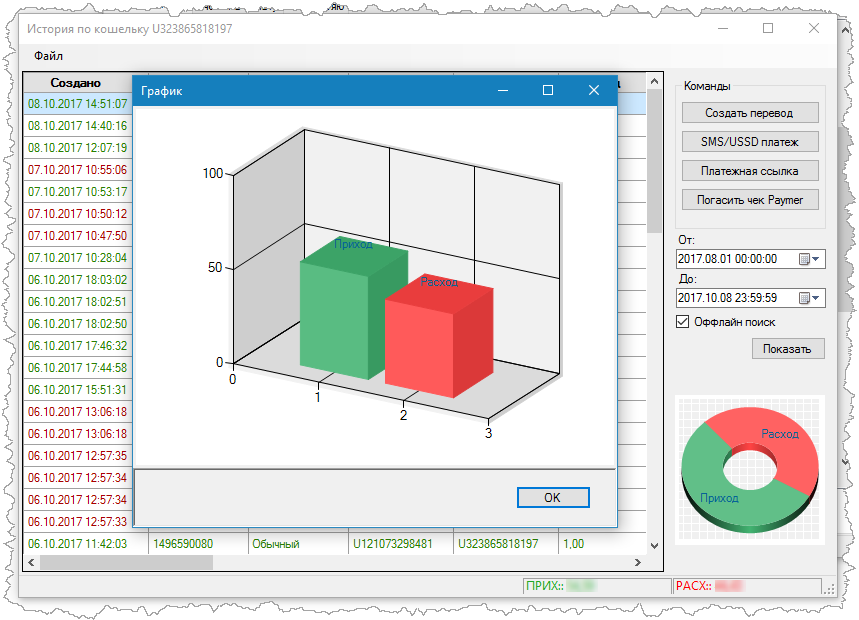 История по кошельку U323865818197
Файл
Создано
08.10.2017 14:51:07
08.10.2017 14:40:16
08.10.2017 12:07:19
07.10.2017 10:55:06
07.10.2017 10:53:17
07.10.2017 10:50:12
07.10.2017 10:47:50
07.10.2017 10:28:04
06.10.2017 18:03:02
06.10.2017 18:02:51
06.10.2017 18:02:50
06.10.2017 17:46:32
06.10.2017 17:44:58
06.10.2017 15:51:31
06.10.2017 13:06:18
06.10.2017 13:06:18
06.10.2017 12:57:35
06.10.2017 12:57:34
06.10.2017 12:57:34
06.10.2017 12:57:33
06.10.2017 11:42:03 1496590080 Обычный U121073298481 U323865818197 1,00
График
100
50
0
0
1
2
3
Приход
Расход
OK
Команды
Создать перевод
SMS/USSD платеж
Платежная ссылка
Погасить чек Paymer
От:
2017.08.01 00:00:00
До:
2017.10.08 23:59:59
Оффлайн поиск
Показать
Расход
Приход
ПРИХ::
РАСХ::